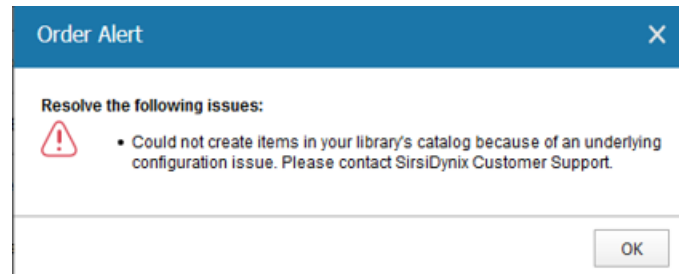 Order Alert
Resolve the following issues:
• Could not create items in your library's catalog because of an underlying
configuration issue. Please contact SirsiDynix Customer Support.
OK